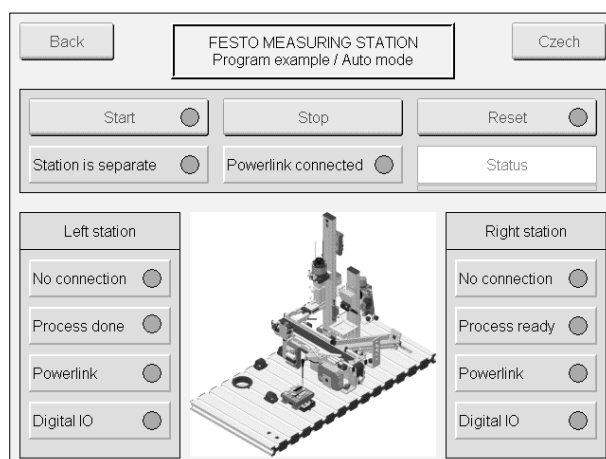 Back
FESTO MEASURING STATION
Program example / Auto mode
Czech
Start
Stop
Reset
Station is separate
Powerlink connected
Status
Left station
No connection
Process done
Powerlink
Digital IO
Right station
No connection
Process ready
Powerlink
Digital IO